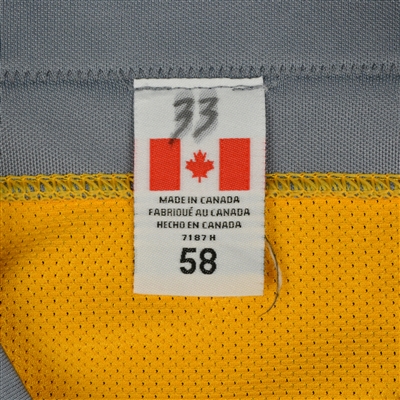 33
MADE IN CANADA
FABRIQUÉ AU CANADA
HECHO EN CANADA
7187 H
58